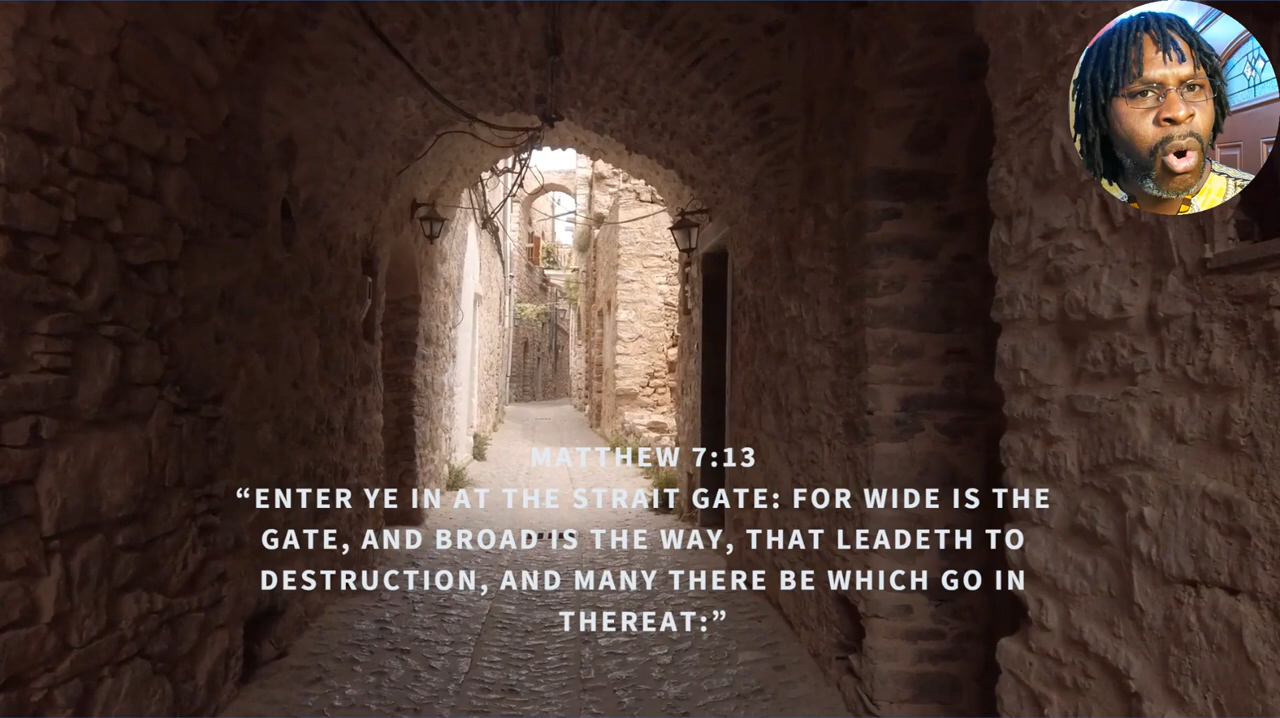 MATTHEW 7:13
“ENTER YE IN AT THE STRAIT GATE: FOR WIDE IS THE
GATE, AND BROAD IS THE WAY, THAT LEADETH TO
DESTRUCTION, AND MANY THERE BE WHICH GO IN
THEREAT:”